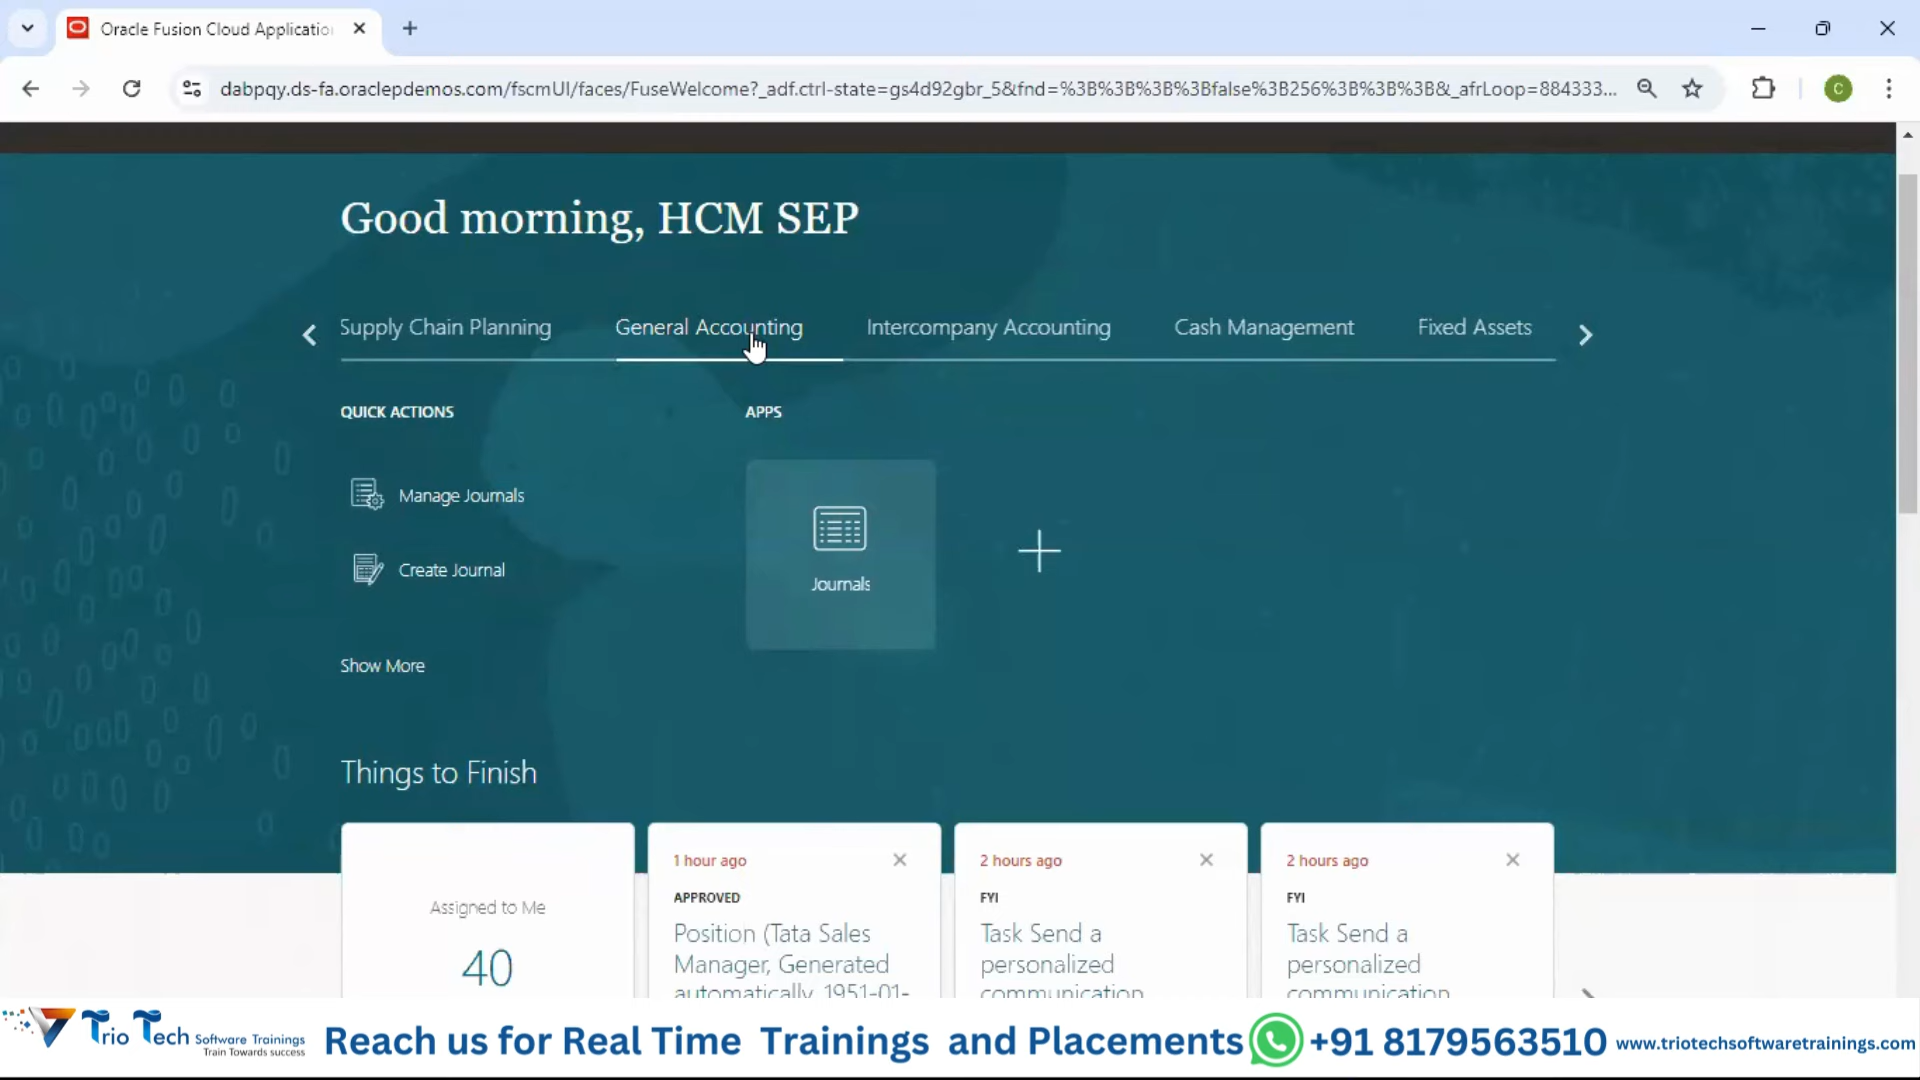 Oracle Fusion Cloud Applicatio
dabpqy.ds-fa.oraclepdemos.com/fscmUI/faces/FuseWelcome?_adf.ctrl-state=gs4d92gbr_5&fnd=%3B%3B%3B%3Bfalse%3B256%3B%3B%3B&_afrLoop=884333...
C
Good morning, HCM SEP
Supply Chain Planning
General Accounting
Intercompany Accounting
Cash Management
Fixed Assets
QUICK ACTIONS
APPS
Manage Journals
Create Journal
Journals
Show More
Things to Finish
Assigned to Me
40
1 hour ago
APPROVED
Position (Tata Sales
Manager, Generated
automatically, 1951-01-
2 hours ago
FYI
Task Send a
personalized
communication
2 hours ago
FYI
Task Send a
personalized
communication
Trio Tech Software Trainings
Train Towards success
Reach us for Real Time Trainings and Placements +91 8179563510 www.triotechsoftwaretrainings.com